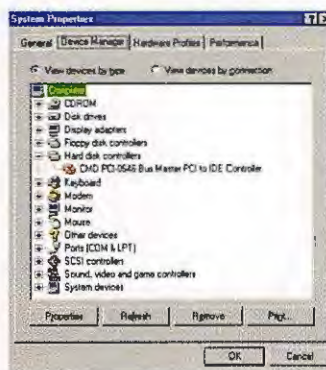 System Properties
General Device Manager Hardware Profiles Performance
View devices by type View devices by connection
Computer
CDROM
Disk drives
Display adapters
Floppy disk controllers
Hard disk controllers
CMD PCI-0646 Bus Master PCI to IDE Controller
Keyboard
Modem
Monitor
Mouse
Other devices
Ports (COM & LPT)
SCSI controllers
Sound, video and game controllers
System devices
Properties Refresh Remove Print...
OK Cancel